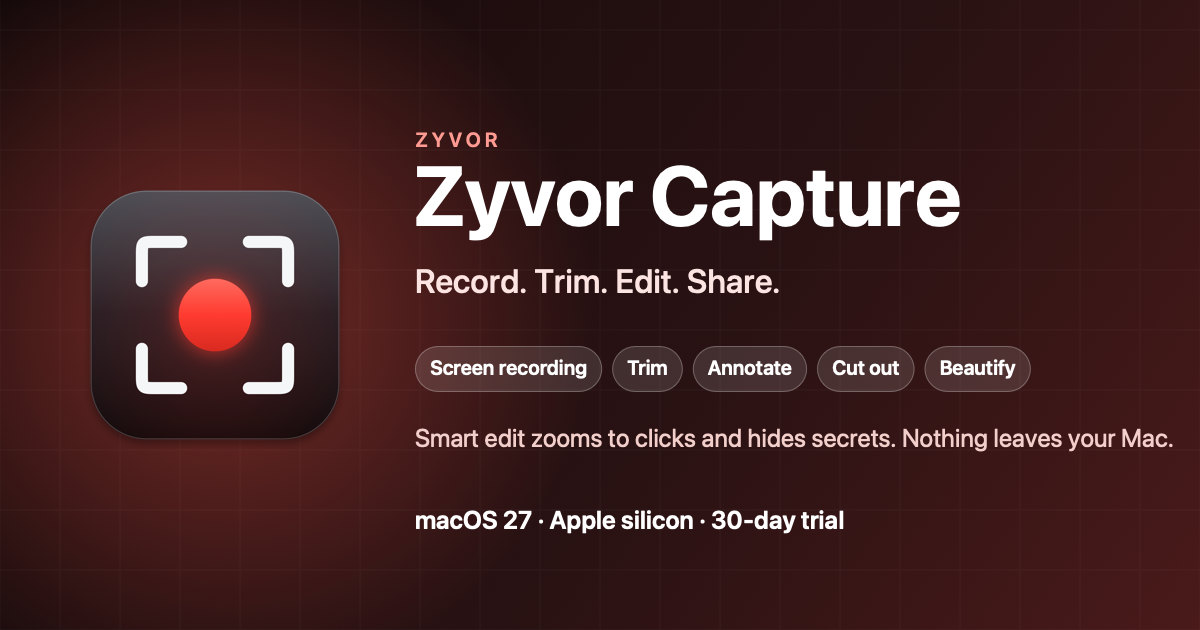 ZYVOR
Zyvor Capture
Record. Trim. Edit. Share.
Screen recording Trim Annotate Cut out Beautify
Smart edit zooms to clicks and hides secrets. Nothing leaves your Mac.
macOS 27 · Apple silicon · 30-day trial